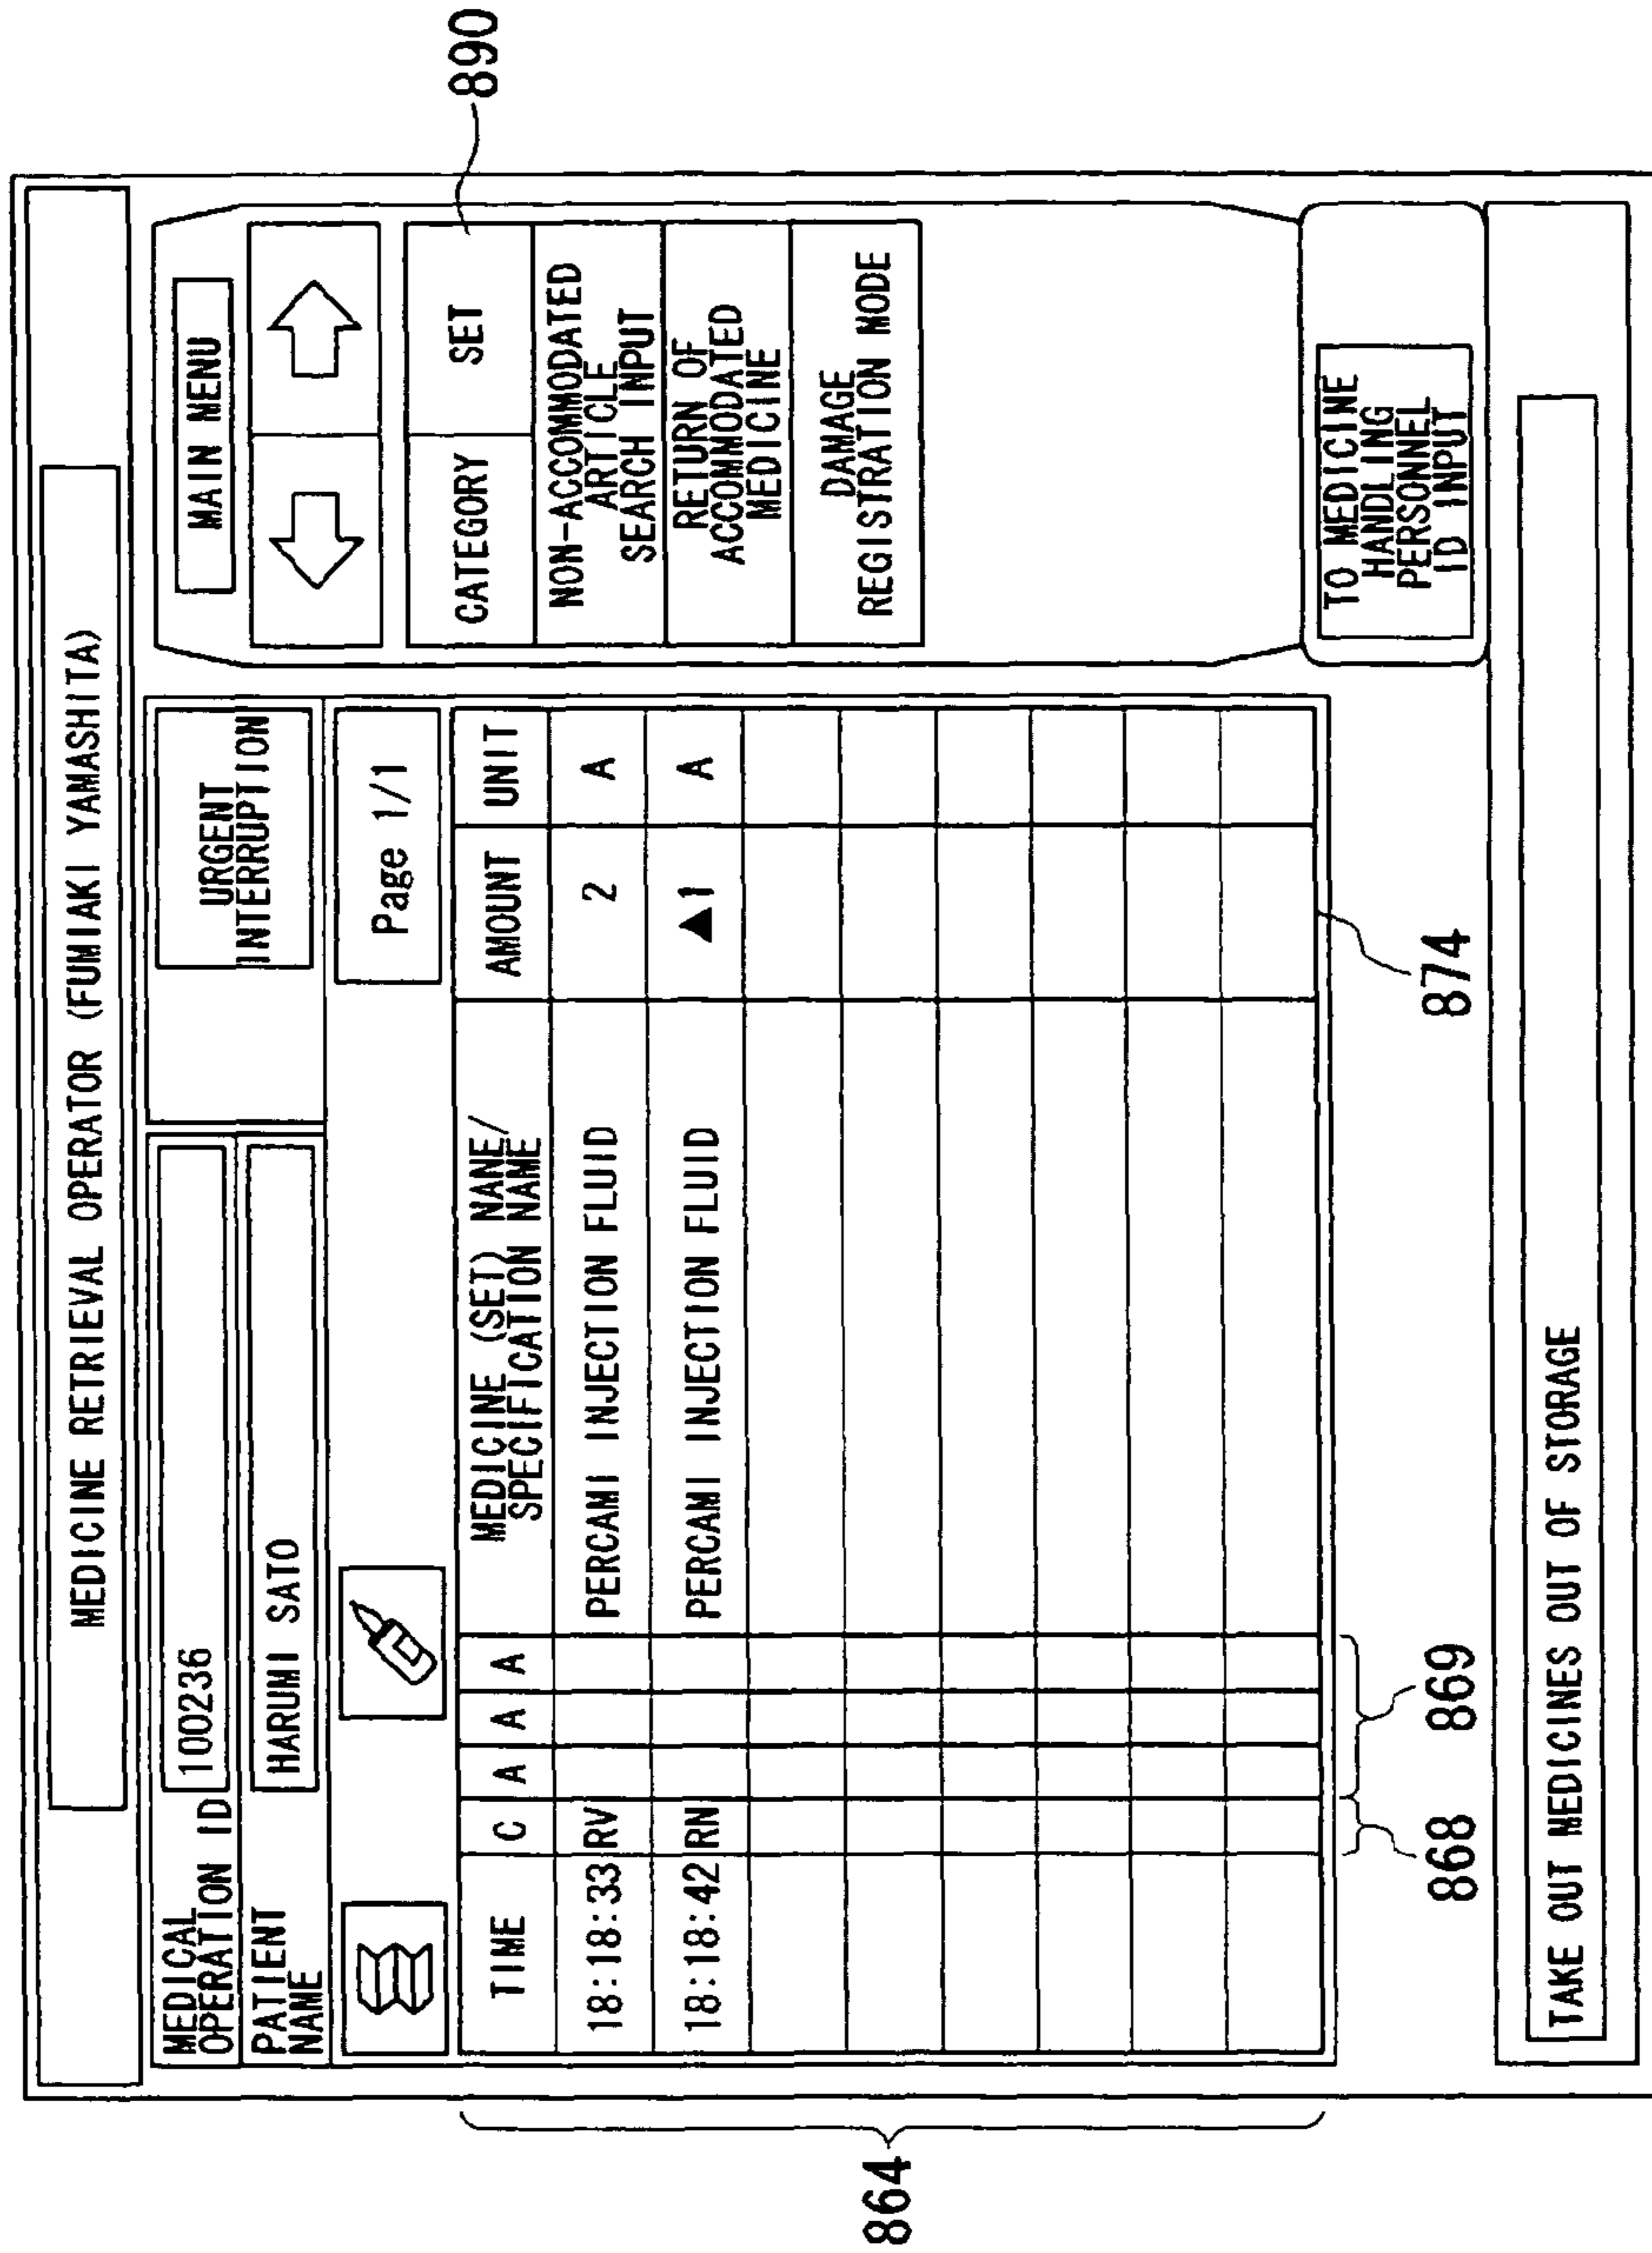 MEDICINE RETRIEVAL OPERATOR (FUMIAKI YAMASHITA)
MEDICAL
OPERATION ID
100236
PATIENT
NAME
HARUMI SATO
URGENT
INTERRUPTION
Page 1/1
TIME C A A A MEDICINE (SET) NANE/
SPECIFICATION NAME
AMOUNT UNIT
18:18:33 RV PERCAMI INJECTION FLUID 2 A
18:18:42 RN PERCAMI INJECTION FLUID ▲1 A
MAIN MENU
CATEGORY SET
NON-ACCOMMODATED
ARTICLE
SEARCH INPUT
RETURN OF
ACCOMMODATED
MEDICINE
DAMAGE
REGISTRATION MODE
TO MEDICINE
HANDLING
PERSONNEL
ID INPUT
TAKE OUT MEDICINES OUT OF STORAGE
864
868
869
874
890